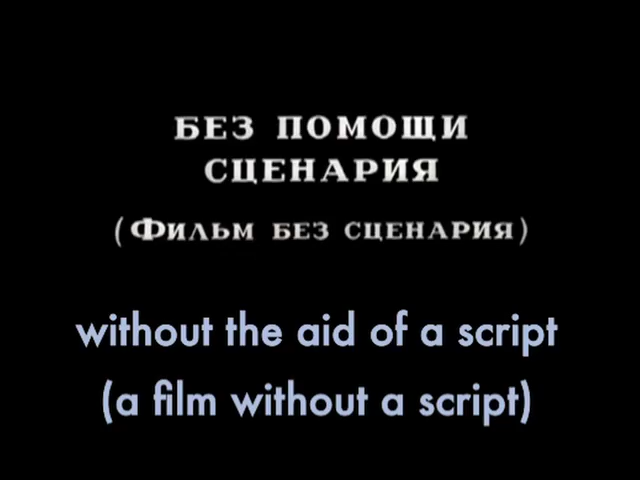 БЕЗ ПОМОЩИ
СЦЕНАРИЯ
(Фильм без сценария)
without the aid of a script
(a film without a script)